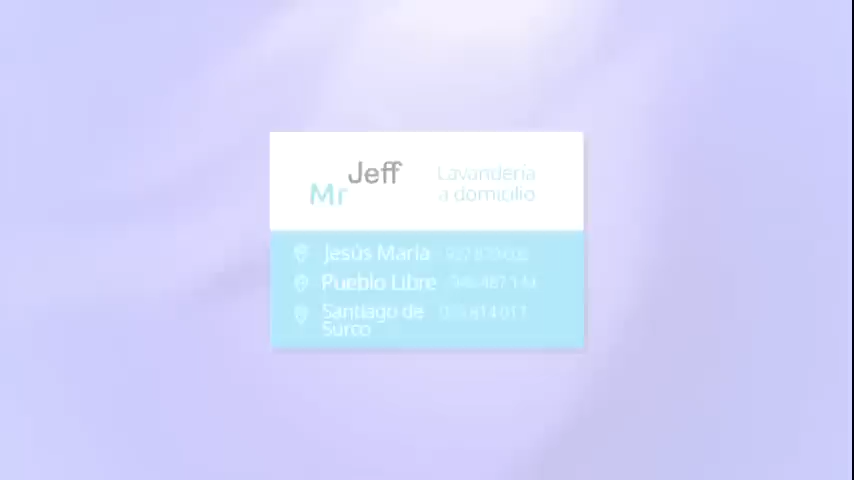 Mr Jeff
Lavandería
a domicilio
Jesús María
Pueblo Libre
Santiago de
Surco